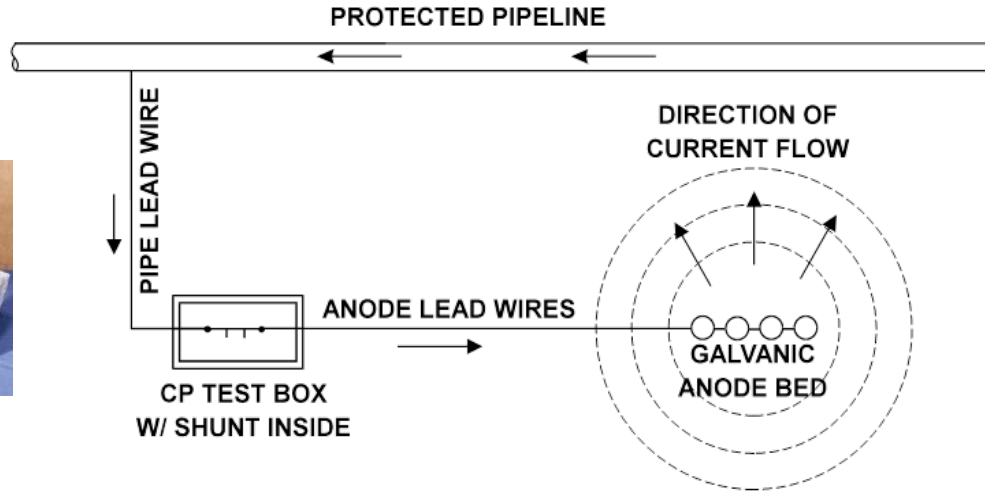 PROTECTED PIPELINE
DIRECTION OF
CURRENT FLOW
PIPE LEAD WIRE
ANODE LEAD WIRES
GALVANIC
ANODE BED
CP TEST BOX
W/ SHUNT INSIDE